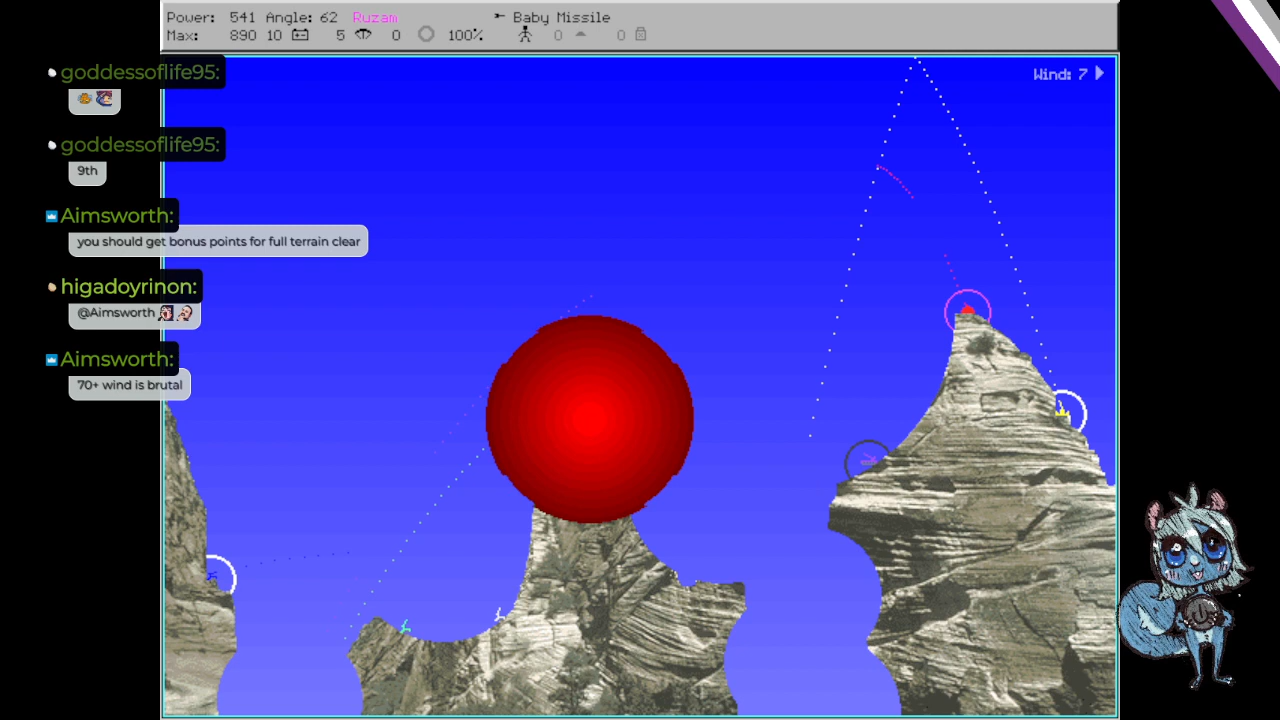 Power: 541 Angle: 62 Ruzam Baby Missile
Max: 890 10 5 0 100% 0 0
Wind: 7
goddessoflife95:
goddessoflife95:
9th
Aimsworth:
you should get bonus points for full terrain clear
higadoyrinon:
@Aimsworth
Aimsworth:
70+ wind is brutal